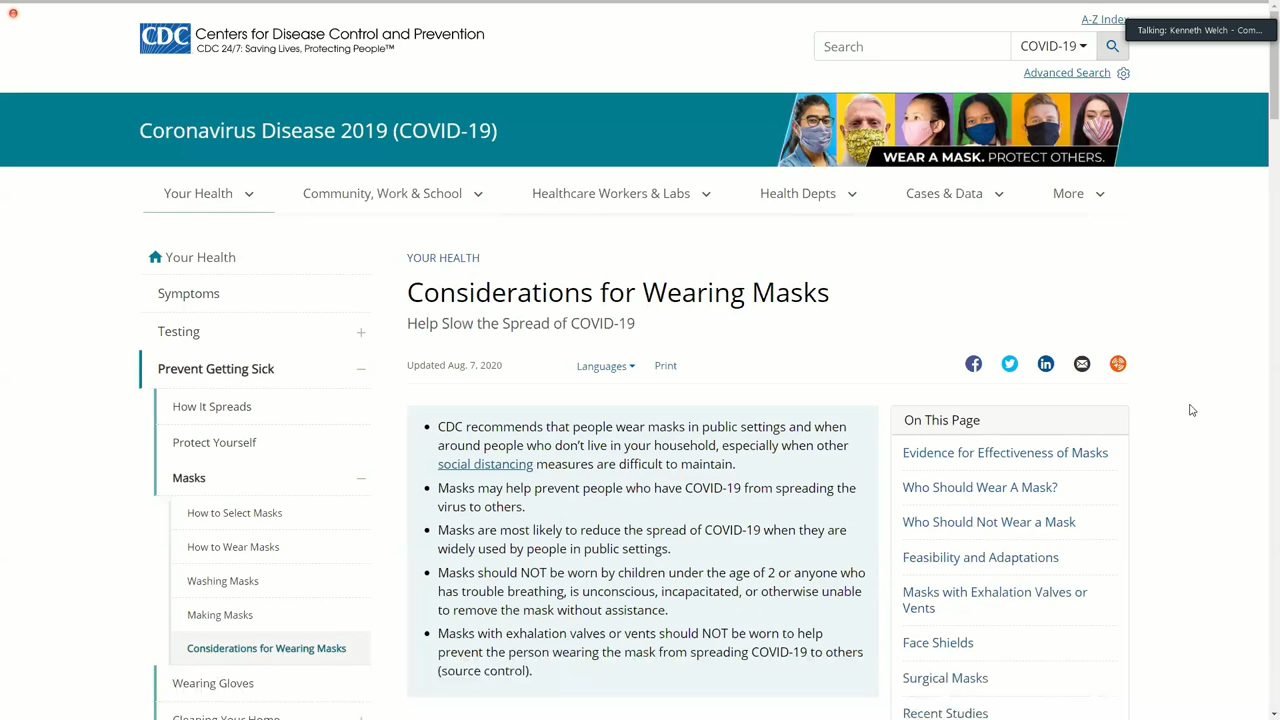 A-Z Index
Talking: Kenneth Welch - Com...
CDC
Centers for Disease Control and Prevention
CDC 24/7: Saving Lives, Protecting People™
Search
COVID-19
Advanced Search
Coronavirus Disease 2019 (COVID-19)
WEAR A MASK. PROTECT OTHERS.
Your Health
Community, Work & School
Healthcare Workers & Labs
Health Depts
Cases & Data
More
Your Health
Symptoms
Testing
Prevent Getting Sick
How It Spreads
Protect Yourself
Masks
How to Select Masks
How to Wear Masks
Washing Masks
Making Masks
Considerations for Wearing Masks
Wearing Gloves
Cleaning Your Home
YOUR HEALTH
Considerations for Wearing Masks
Help Slow the Spread of COVID-19
Updated Aug. 7, 2020
Languages
Print
• CDC recommends that people wear masks in public settings and when
around people who don't live in your household, especially when other
social distancing measures are difficult to maintain.
• Masks may help prevent people who have COVID-19 from spreading the
virus to others.
• Masks are most likely to reduce the spread of COVID-19 when they are
widely used by people in public settings.
• Masks should NOT be worn by children under the age of 2 or anyone who
has trouble breathing, is unconscious, incapacitated, or otherwise unable
to remove the mask without assistance.
• Masks with exhalation valves or vents should NOT be worn to help
prevent the person wearing the mask from spreading COVID-19 to others
(source control).
On This Page
Evidence for Effectiveness of Masks
Who Should Wear A Mask?
Who Should Not Wear a Mask
Feasibility and Adaptations
Masks with Exhalation Valves or
Vents
Face Shields
Surgical Masks
Recent Studies